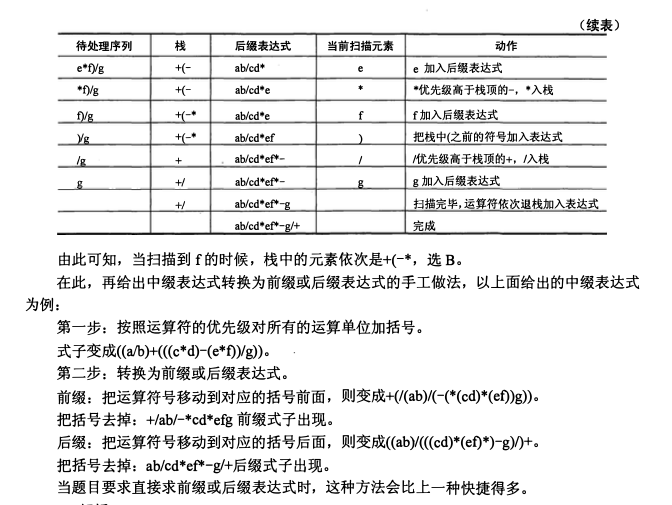 （续表）
待处理序列 栈 后缀表达式 当前扫描元素 动作
e*f)/g +(- ab/cd* e e 加入后缀表达式
*f)/g +(- ab/cd*e * *优先级高于栈顶的-，*入栈
f)/g +(-* ab/cd*e f f 加入后缀表达式
)/g +(-* ab/cd*ef ) 把栈中(之前的符号加入表达式
/g + ab/cd*ef*- / /优先级高于栈顶的+，/入栈
g +/ ab/cd*ef*- g g 加入后缀表达式
+/ ab/cd*ef*-g 扫描完毕，运算符依次退栈加入表达式
ab/cd*ef*-g/+ 完成
由此可知，当扫描到 f 的时候，栈中的元素依次是+(-*，选 B。
在此，再给出中缀表达式转换为前缀或后缀表达式的手工做法，以上面给出的中缀表达式
为例：
第一步：按照运算符的优先级对所有的运算单位加括号。
式子变成((a/b)+(((c*d)-(e*f))/g))。
第二步：转换为前缀或后缀表达式。
前缀：把运算符号移动到对应的括号前面，则变成+(/(ab)/(-(*(cd)*(ef))g))。
把括号去掉：+/ab/-*cd*efg 前缀式子出现。
后缀：把运算符号移动到对应的括号后面，则变成((ab)/(((cd)*(ef)*)-g)/)+。
把括号去掉：ab/cd*ef*-g/+后缀式子出现。
当题目要求直接求前缀或后缀表达式时，这种方法会比上一种快捷得多。